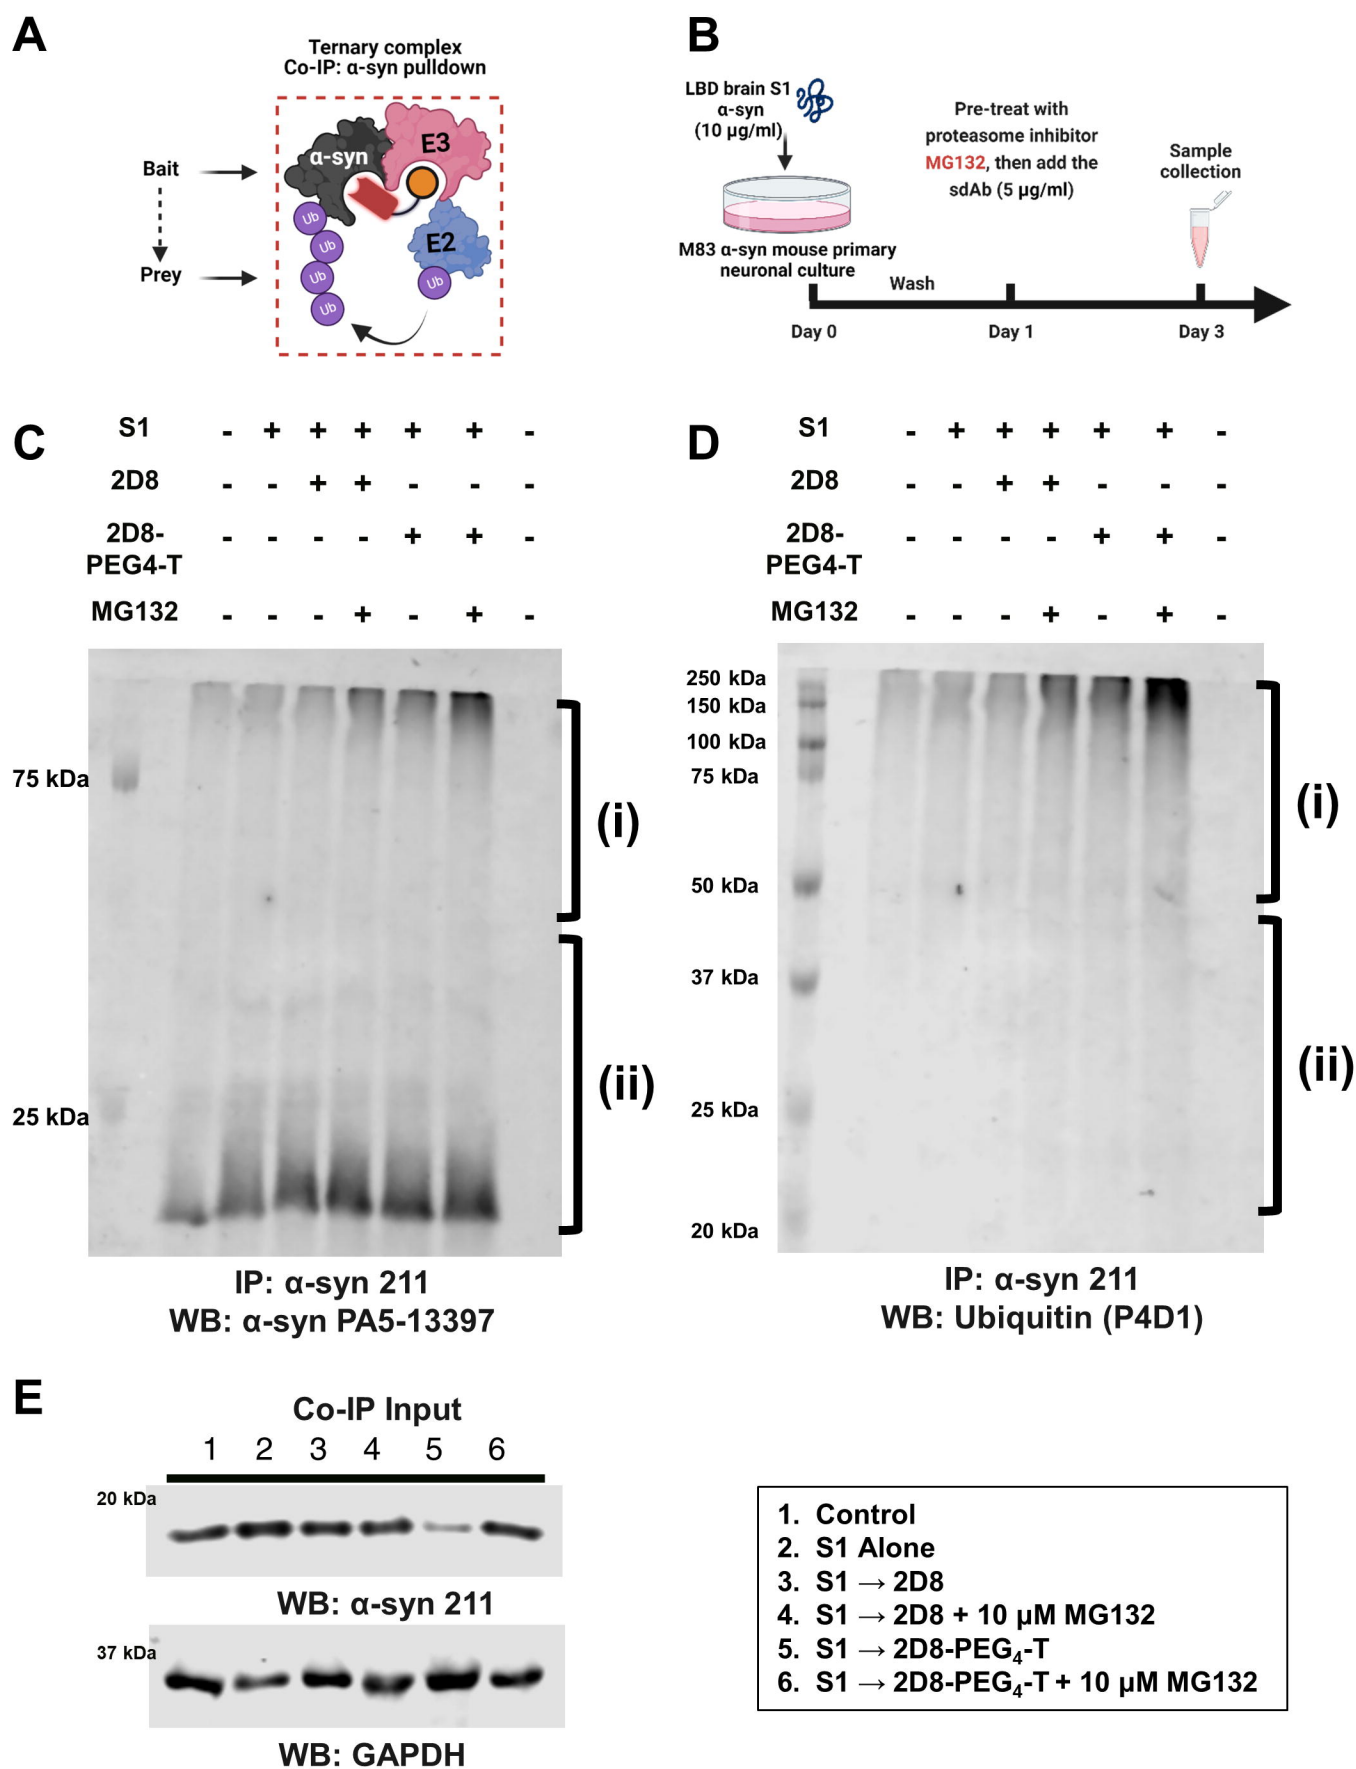 A
Ternary complex
Co-IP: α-syn pulldown
Bait
Prey
α-syn
E3
E2
Ub
Ub
Ub
Ub
Ub
B
LBD brain S1
α-syn
(10 µg/ml)
M83 α-syn mouse primary
neuronal culture
Pre-treat with
proteasome inhibitor
MG132, then add the
sdAb (5 µg/ml)
Sample
collection
Wash
Day 0
Day 1
Day 3
C
S1 - + + + + + -
2D8 - - + + - - -
2D8-
PEG4-T
- - - - + + -
MG132 - - - + - + -
75 kDa
25 kDa
(i)
(ii)
IP: α-syn 211
WB: α-syn PA5-13397
D
S1 - + + + + + -
2D8 - - + + - - -
2D8-
PEG4-T
- - - - + + -
MG132 - - - + - + -
250 kDa
150 kDa
100 kDa
75 kDa
50 kDa
37 kDa
25 kDa
20 kDa
(i)
(ii)
IP: α-syn 211
WB: Ubiquitin (P4D1)
E
Co-IP Input
1 2 3 4 5 6
20 kDa
WB: α-syn 211
37 kDa
WB: GAPDH
1. Control
2. S1 Alone
3. S1 → 2D8
4. S1 → 2D8 + 10 µM MG132
5. S1 → 2D8-PEG₄-T
6. S1 → 2D8-PEG₄-T + 10 µM MG132